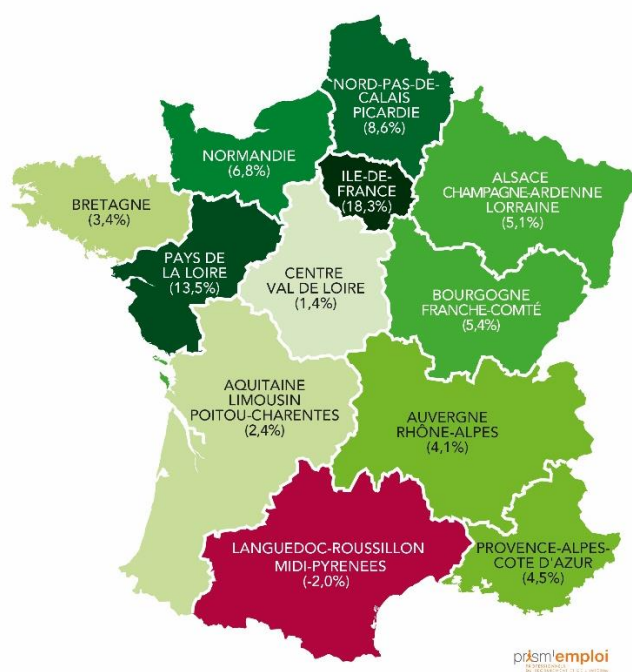 NORD-PAS-DE-
CALAIS
PICARDIE
(8,6%)
NORMANDIE
(6,8%)
ILE-DE-
FRANCE
(18,3%)
ALSACE
CHAMPAGNE-ARDENNE
LORRAINE
(5,1%)
BRETAGNE
(3,4%)
PAYS DE
LA LOIRE
(13,5%)
CENTRE
VAL DE LOIRE
(1,4%)
BOURGOGNE
FRANCHE-COMTÉ
(5,4%)
AQUITAINE
LIMOUSIN
POITOU-CHARENTES
(2,4%)
AUVERGNE
RHÔNE-ALPES
(4,1%)
LANGUEDOC-ROUSSILLON
MIDI-PYRENEES
(-2,0%)
PROVENCE-ALPES-
COTE D'AZUR
(4,5%)
prism'emploi